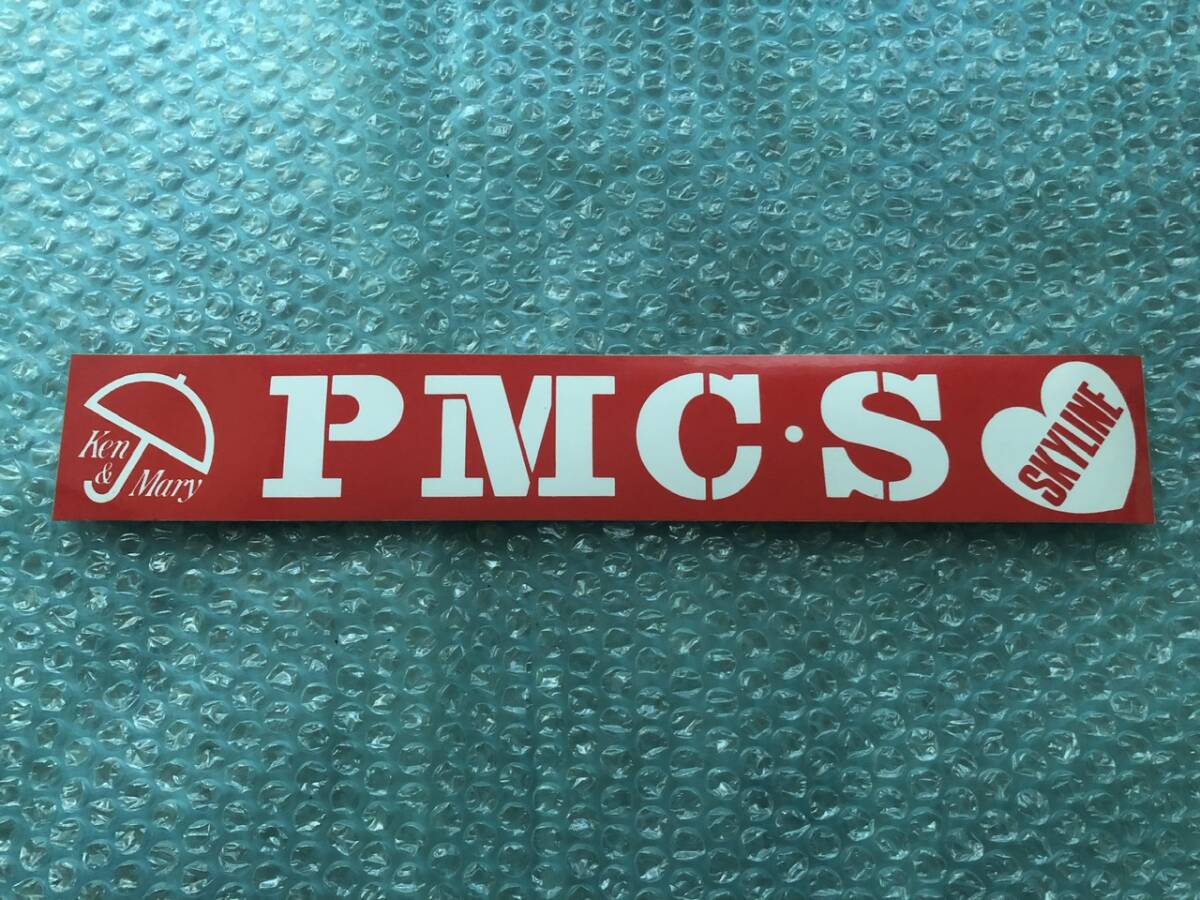 Ken
& Mary
PMC·S
SKYLINE